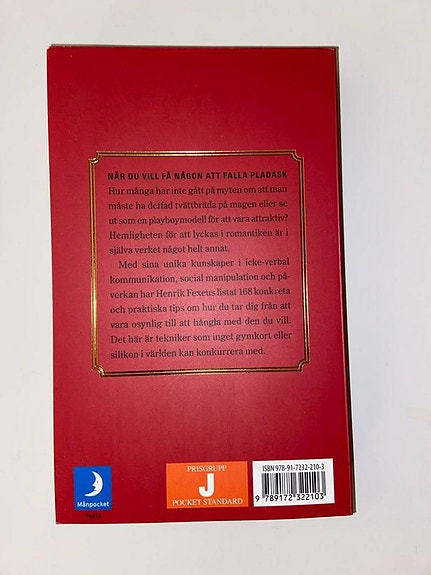 NÄR DU VILL FÅ NÅGON ATT FALLA PLADASK
Hur många har inte gått på myten om att man
måste ha deffad tvättbräda på magen eller se
ut som en playboymodell för att vara attraktiv?
Hemligheten för att lyckas i romantiken är i
själva verket något helt annat.
Med sina unika kunskaper i icke-verbal
kommunikation, social manipulation och på-
verkan har Henrik Fexeus listat 168 konkreta
och praktiska tips om hur du tar dig från att
vara osynlig till att hångla med den du vill.
Det här är tekniker som inget gymkort eller
silikon i världen kan konkurrera med.
Månpocket
PRISGRUPP
J
POCKET STANDARD
ISBN 978-91-7232-210-3
9 789172 322103